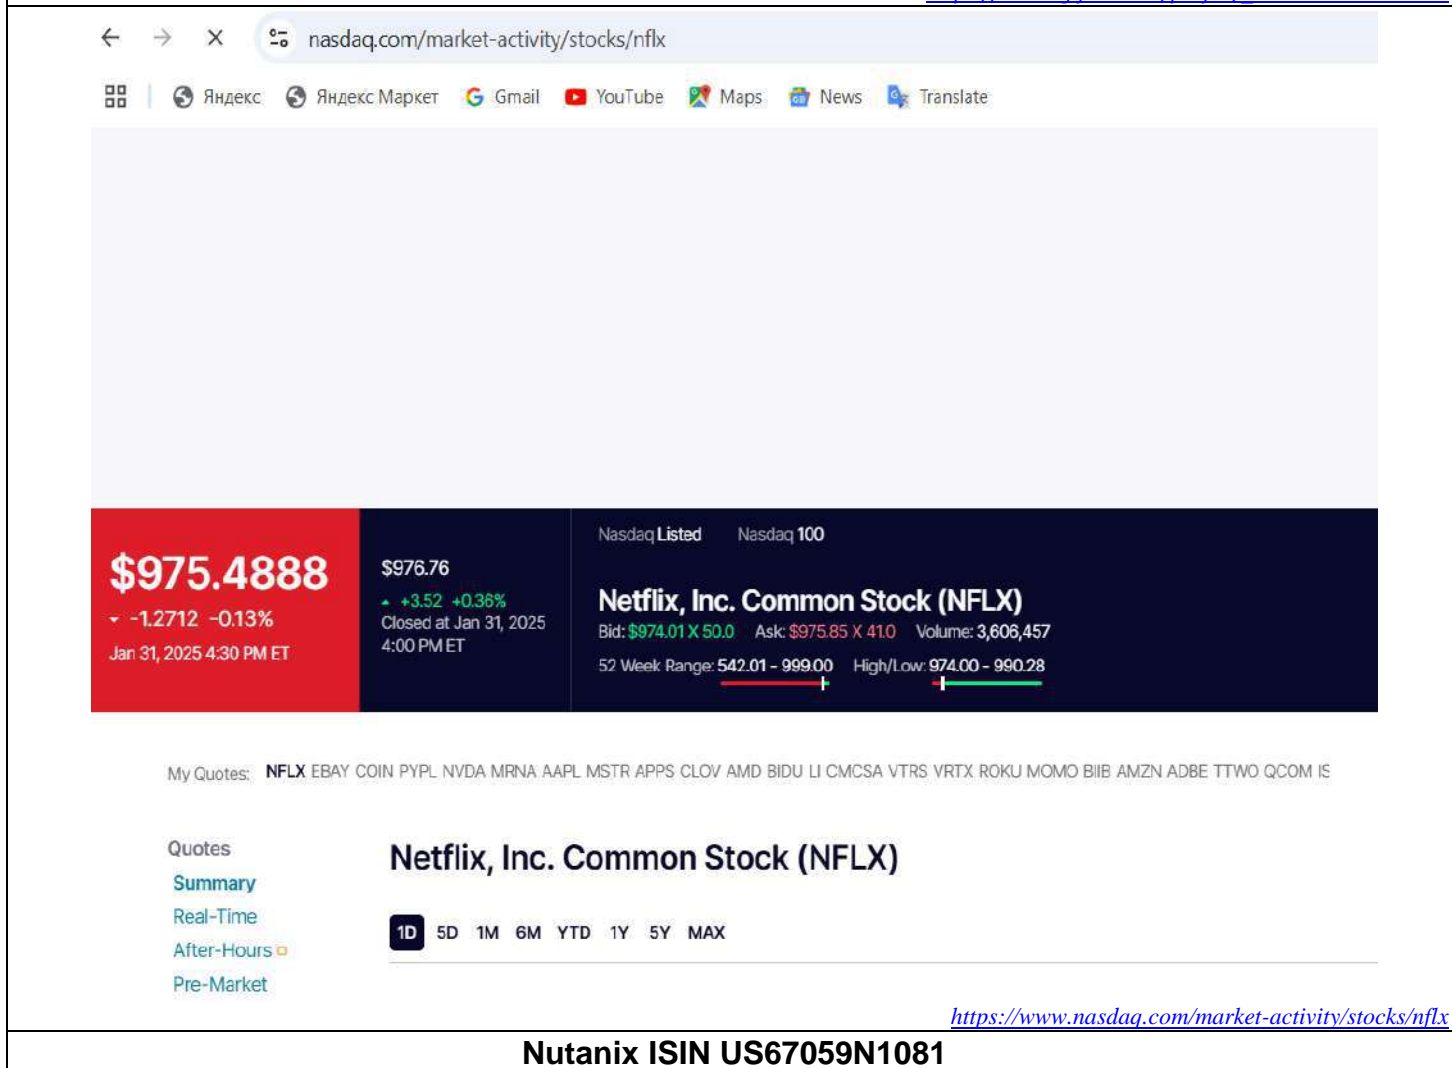 nasdaq.com/market-activity/stocks/nflx
Яндекс Яндекс Маркет Gmail YouTube Maps News Translate
$975.4888
-1.2712 -0.13%
Jan 31, 2025 4:30 PM ET
$976.76
+3.52 +0.36%
Closed at Jan 31, 2025
4:00 PM ET
Nasdaq Listed Nasdaq 100
Netflix, Inc. Common Stock (NFLX)
Bid: $974.01 X 50.0 Ask: $975.85 X 41.0 Volume: 3,606,457
52 Week Range: 542.01 - 999.00 High/Low: 974.00 - 990.28
My Quotes: NFLX EBAY COIN PYPL NVDA MRNA AAPL MSTR APPS CLOV AMD BIDU LI CMCSA VTRS VRTX ROKU MOMO BIIB AMZN ADBE TTWO QCOM IS
Quotes
Summary
Real-Time
After-Hours
Pre-Market
Netflix, Inc. Common Stock (NFLX)
1D 5D 1M 6M YTD 1Y 5Y MAX
https://www.nasdaq.com/market-activity/stocks/nflx
Nutanix ISIN US67059N1081